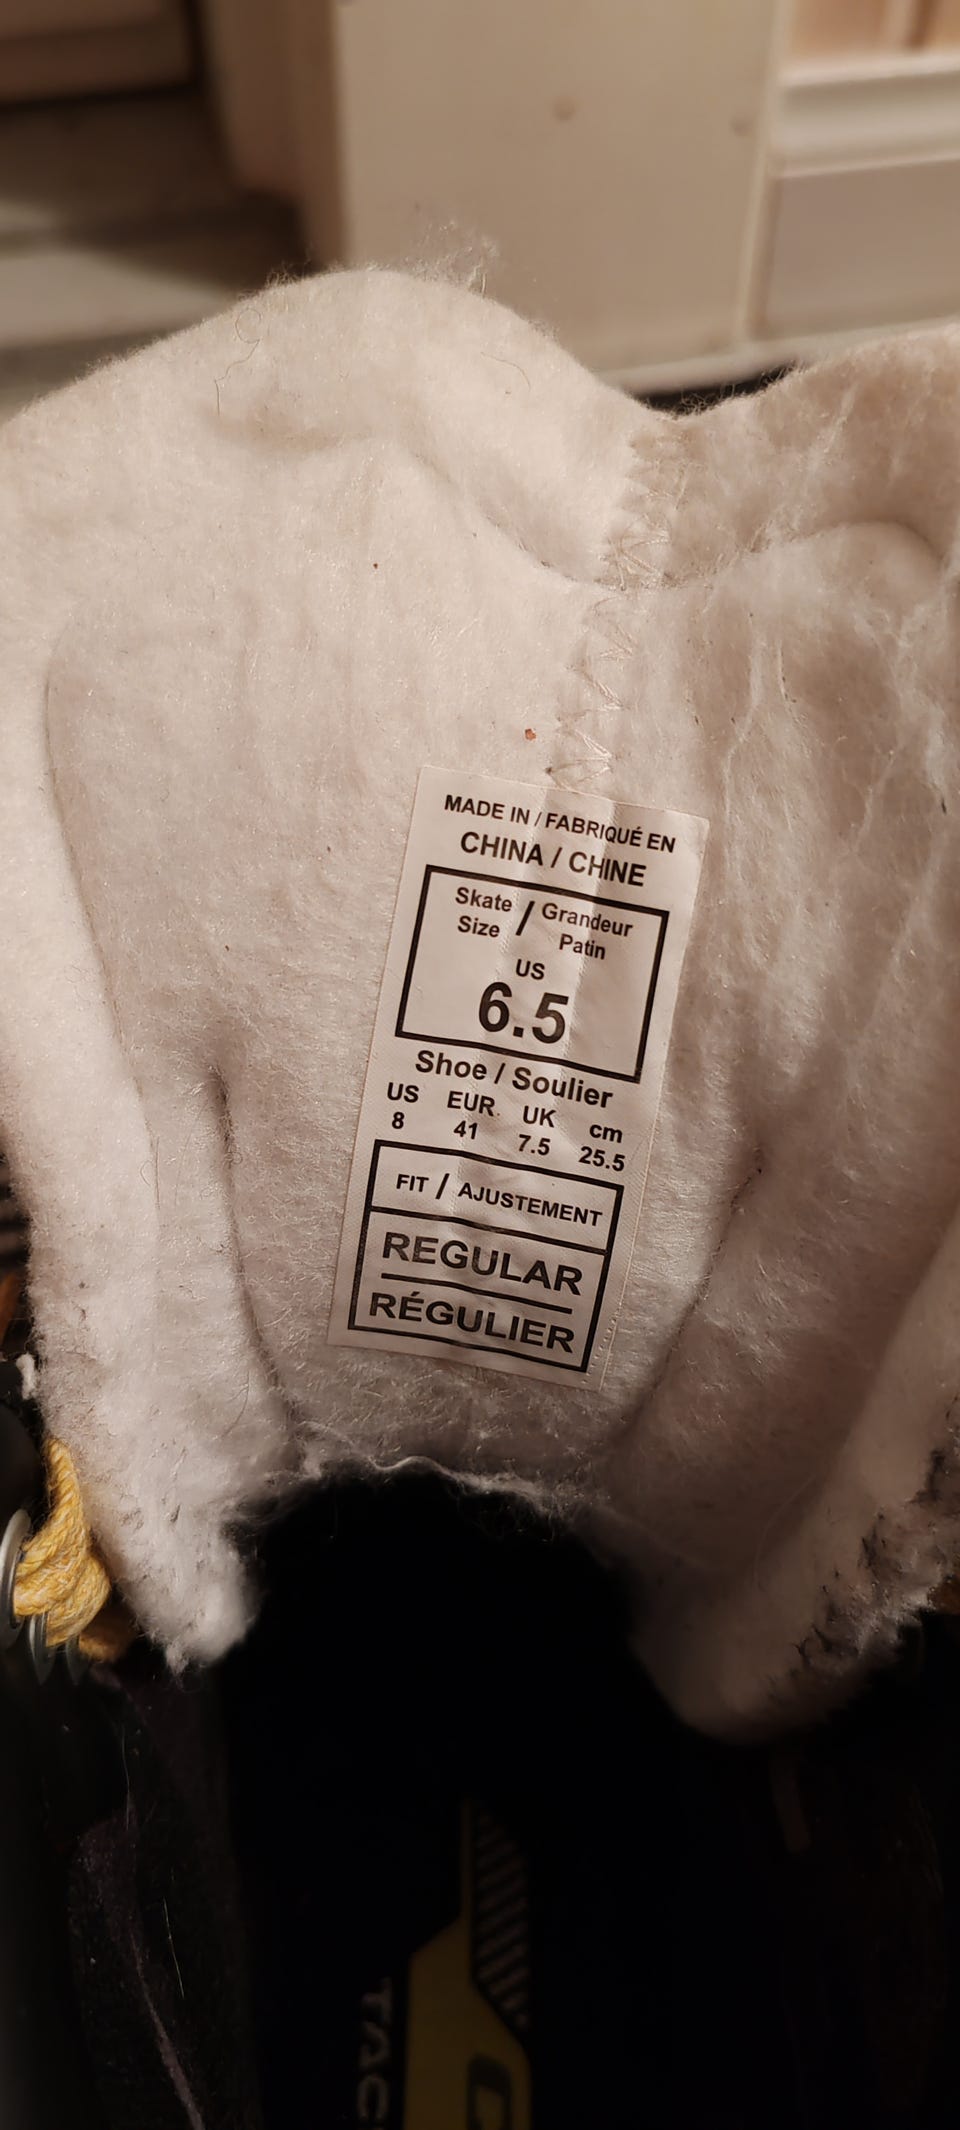 MADE IN / FABRIQUÉ EN
CHINA / CHINE
Skate Size / Grandeur Patin
US
6.5
Shoe / Soulier
US EUR UK cm
8 41 7.5 25.5
FIT / AJUSTEMENT
REGULAR
RÉGULIER
TAC